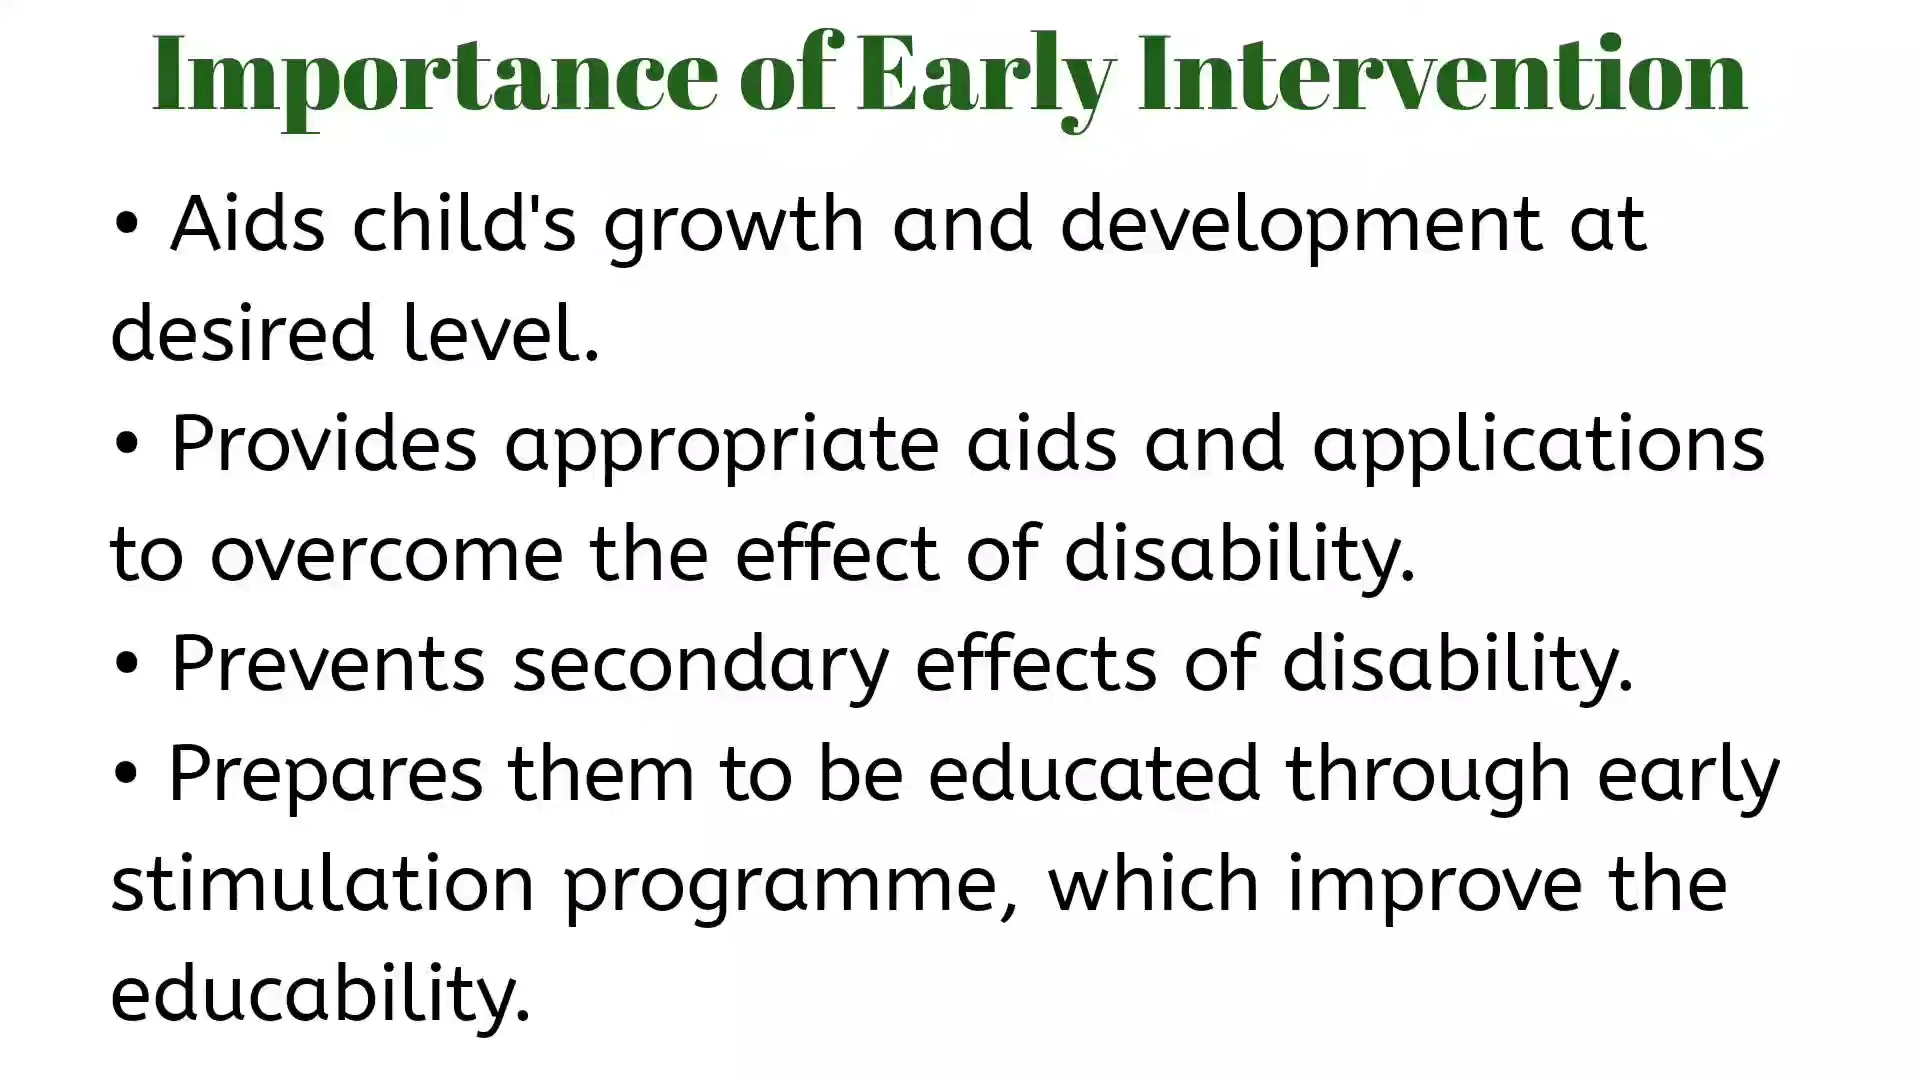 Importance of Early Intervention
• Aids child's growth and development at
desired level.
• Provides appropriate aids and applications
to overcome the effect of disability.
• Prevents secondary effects of disability.
• Prepares them to be educated through early
stimulation programme, which improve the
educability.